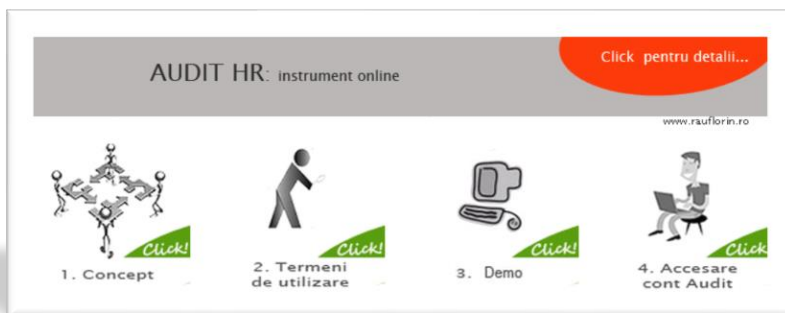 AUDIT HR: instrument online
Click pentru detalii...
www.rauflorin.ro
Click!
1. Concept
Click!
2. Termeni
de utilizare
Click!
3. Demo
Click
4. Accesare
cont Audit